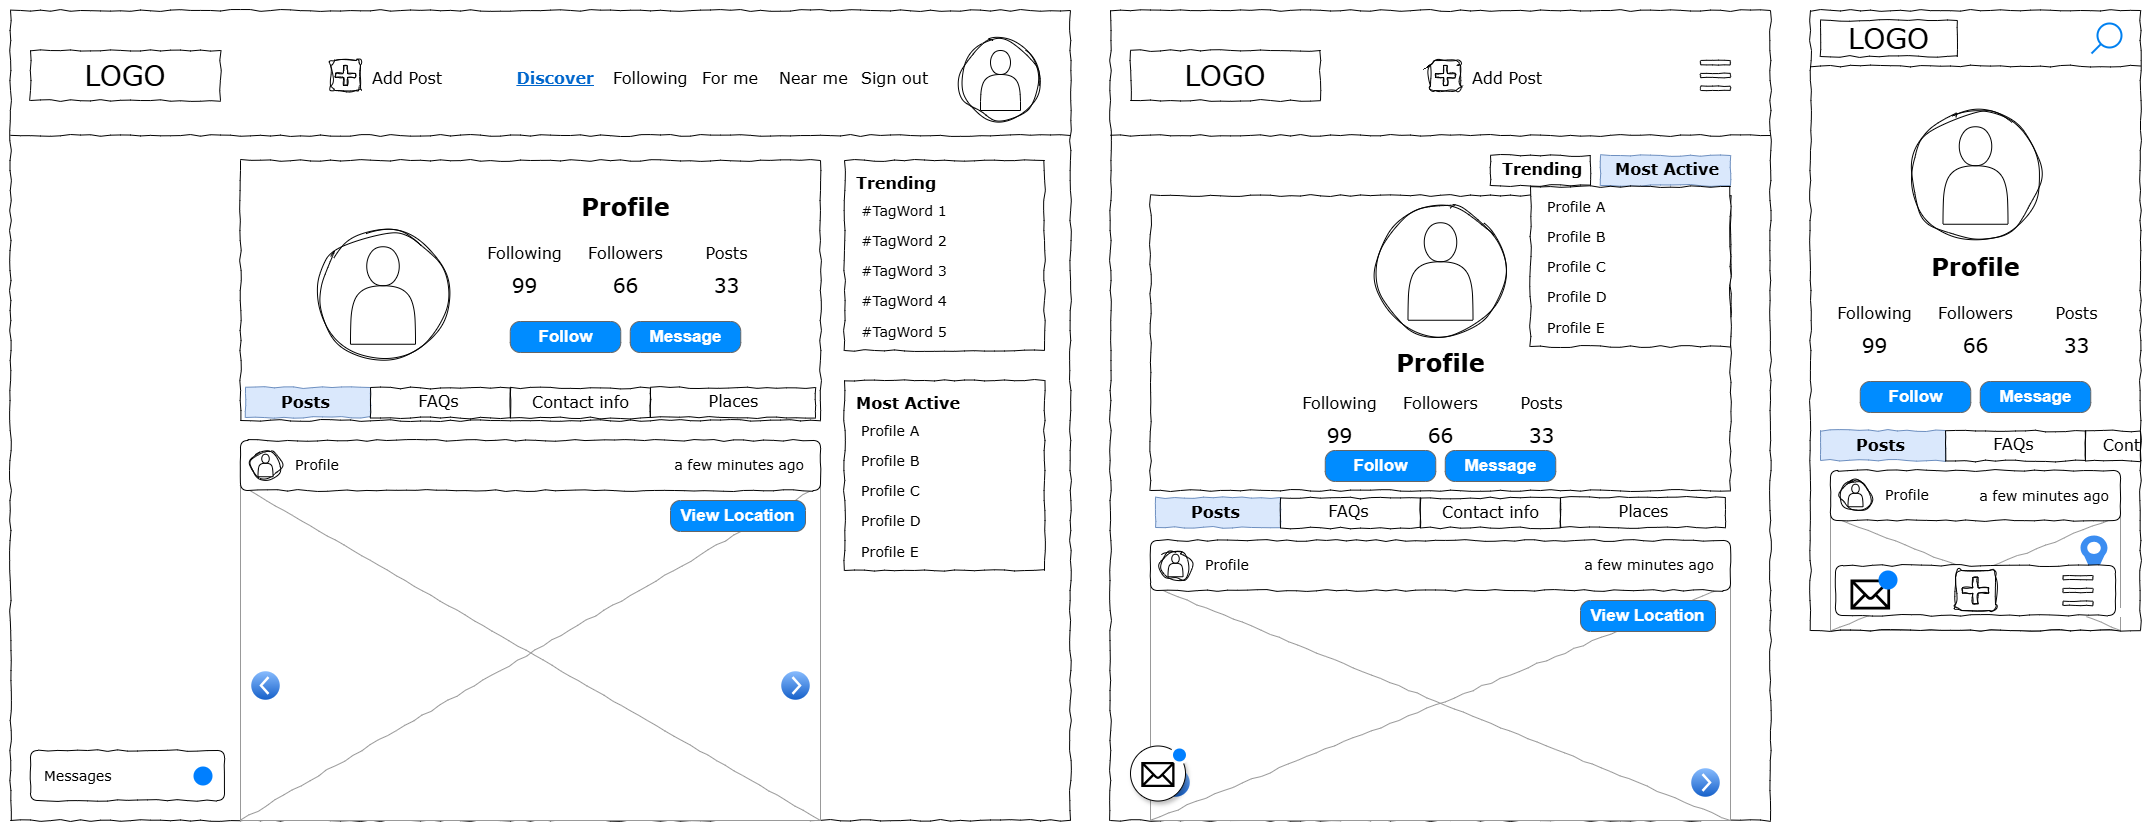 LOGO
Add Post
Discover Following For me Near me Sign out
Profile
Following Followers Posts
99 66 33
Follow Message
Posts FAQs Contact info Places
Profile a few minutes ago
View Location
Trending
#TagWord 1
#TagWord 2
#TagWord 3
#TagWord 4
#TagWord 5
Most Active
Profile A
Profile B
Profile C
Profile D
Profile E
Messages
LOGO
Add Post
Trending Most Active
Profile A
Profile B
Profile C
Profile D
Profile E
Profile
Following Followers Posts
99 66 33
Follow Message
Posts FAQs Contact info Places
Profile a few minutes ago
View Location
LOGO
Profile
Following Followers Posts
99 66 33
Follow Message
Posts FAQs Cont
Profile a few minutes ago